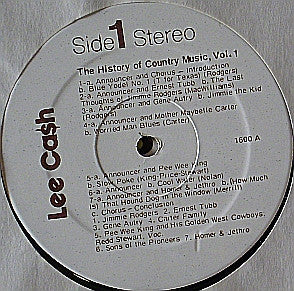 Side 1 Stereo
The History of Country Music, Vol. 1
1-a. Announcer and Chorus – Introduction
b. Blue Yodel No. 1 (T for Texas) (Rodgers)
2-a. Announcer and Ernest Tubb b. The Last
Thoughts of Jimmie Rodgers (MacWilliams)
3-a. Announcer and Gene Autry b. Jimmie the Kid
(Rodgers)
4-a. Announcer and Mother Maybelle Carter
b. Worried Man Blues (Carter)
1600 A
Lee Cash
5-a. Announcer and Pee Wee King
b. Slow Poke (King-Price-Stewart)
6-a. Announcer b. Cool Water (Nolan)
7-a. Announcer and Homer & Jethro b. (How Much
Is) That Hound Dog in the Window (Merrill)
c. Chorus – Conclusion
1. Jimmie Rodgers 2. Ernest Tubb
3. Gene Autry 4. Carter Family
5. Pee Wee King and His Golden West Cowboys,
Redd Stewart, Voc.
6. Sons of the Pioneers 7. Homer & Jethro